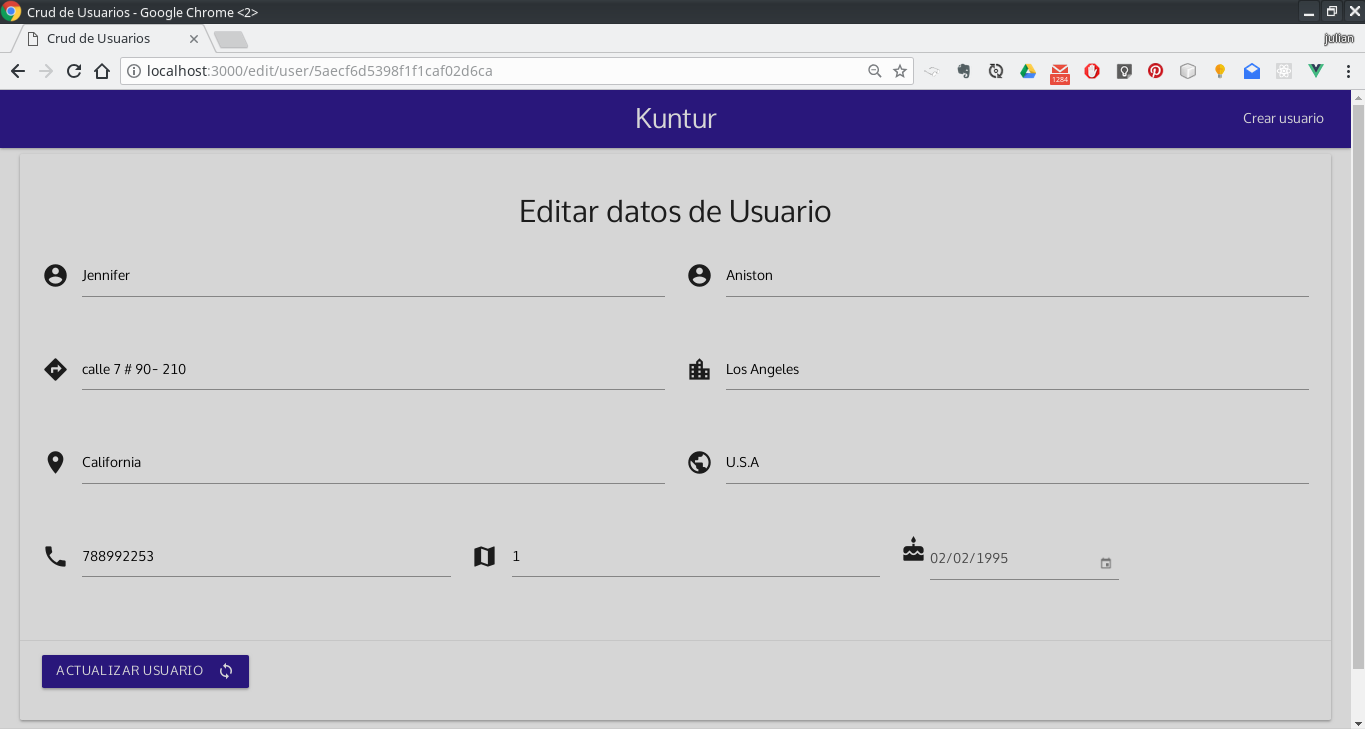 Crud de Usuarios - Google Chrome <2>
Crud de Usuarios
julian
localhost:3000/edit/user/5aecf6d5398f1f1caf02d6ca
1284
Kuntur
Crear usuario
Editar datos de Usuario
Jennifer
Aniston
calle 7 # 90- 210
Los Angeles
California
U.S.A
788992253
1
02/02/1995
ACTUALIZAR USUARIO